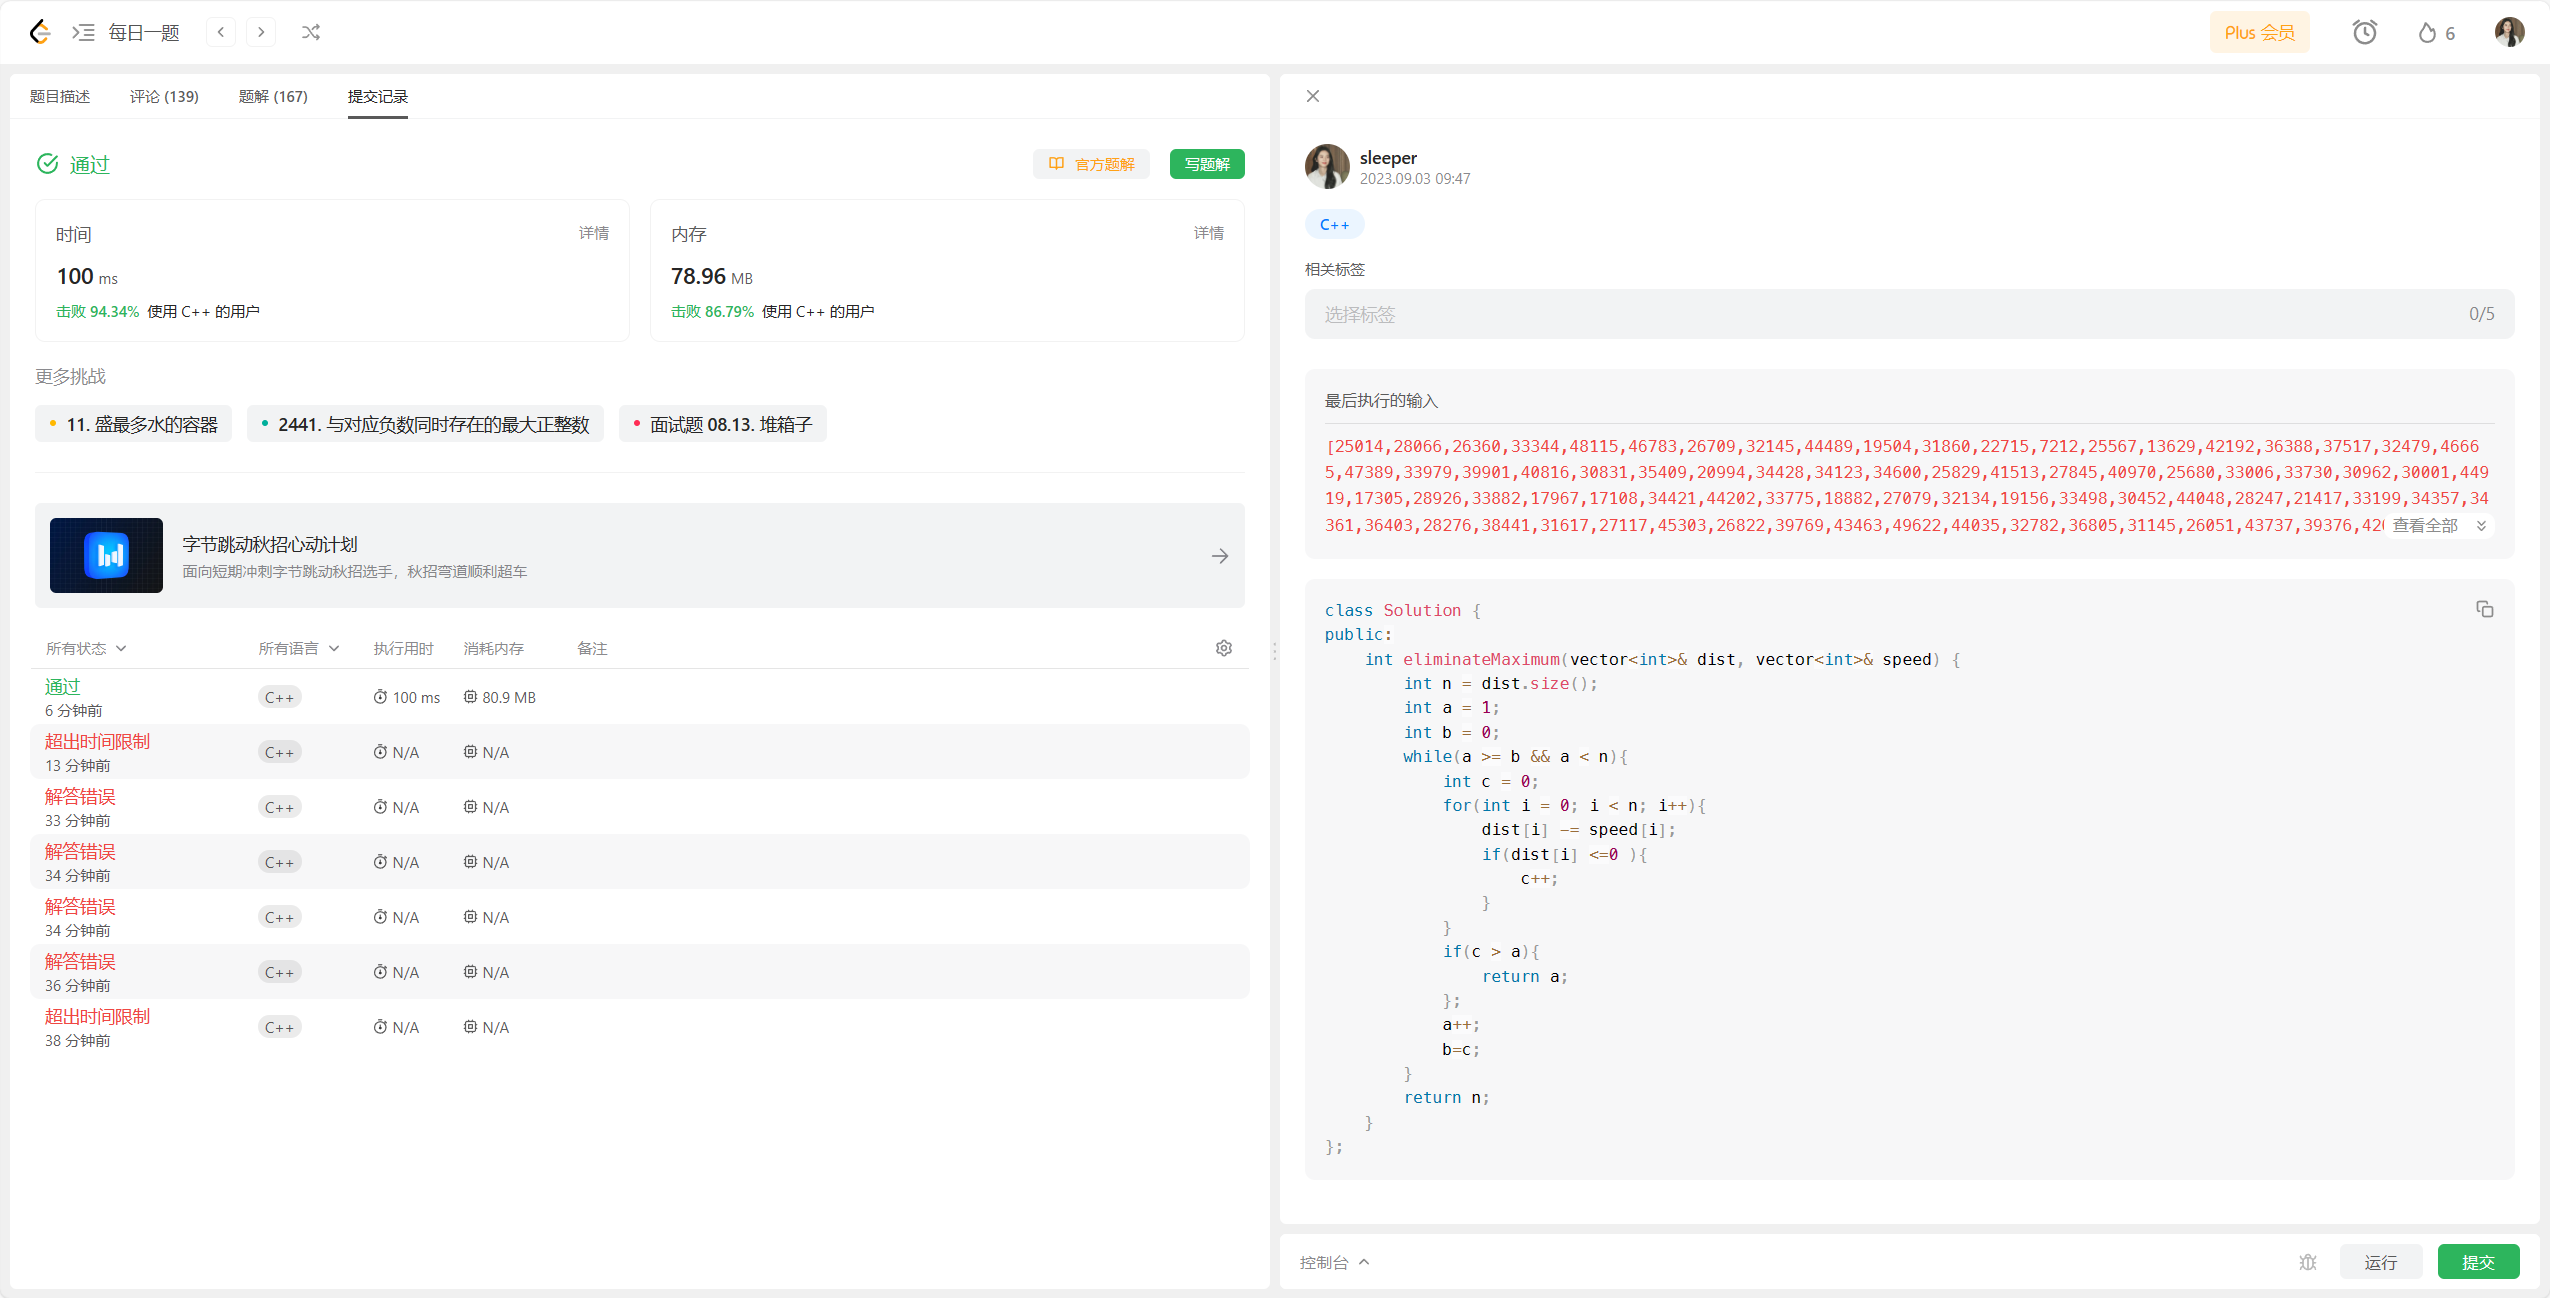 每日一题
Plus 会员
6
题目描述
评论 (139)
题解 (167)
提交记录
通过
官方题解
写题解
时间
详情
100 ms
击败 94.34% 使用 C++ 的用户
内存
详情
78.96 MB
击败 86.79% 使用 C++ 的用户
更多挑战
11. 盛最多水的容器
2441. 与对应负数同时存在的最大正整数
面试题 08.13. 堆箱子
字节跳动秋招心动计划
面向短期冲刺字节跳动秋招选手，秋招弯道顺利超车
所有状态 所有语言 执行用时 消耗内存 备注
通过
6 分钟前
C++ 100 ms 80.9 MB
超出时间限制
13 分钟前
C++ N/A N/A
解答错误
33 分钟前
C++ N/A N/A
解答错误
34 分钟前
C++ N/A N/A
解答错误
34 分钟前
C++ N/A N/A
解答错误
36 分钟前
C++ N/A N/A
超出时间限制
38 分钟前
C++ N/A N/A
sleeper
2023.09.03 09:47
C++
相关标签
选择标签
0/5
最后执行的输入
[25014,28066,26360,33344,48115,46783,26709,32145,44489,19504,31860,22715,7212,25567,13629,42192,36388,37517,32479,4666
5,47389,33979,39901,40816,30831,35409,20994,34428,34123,34600,25829,41513,27845,40970,25680,33006,33730,30962,30001,449
19,17305,28926,33882,17967,17108,34421,44202,33775,18882,27079,32134,19156,33498,30452,44048,28247,21417,33199,34357,34
361,36403,28276,38441,31617,27117,45303,26822,39769,43463,49622,44035,32782,36805,31145,26051,43737,39376,
查看全部
class Solution {
public:
    int eliminateMaximum(vector<int>& dist, vector<int>& speed) {
        int n = dist.size();
        int a = 1;
        int b = 0;
        while(a >= b && a < n){
            int c = 0;
            for(int i = 0; i < n; i++){
                dist[i] -= speed[i];
                if(dist[i] <=0 ){
                    c++;
                }
            }
            if(c > a){
                return a;
            };
            a++;
            b=c;
        }
        return n;
    }
};
控制台
运行
提交